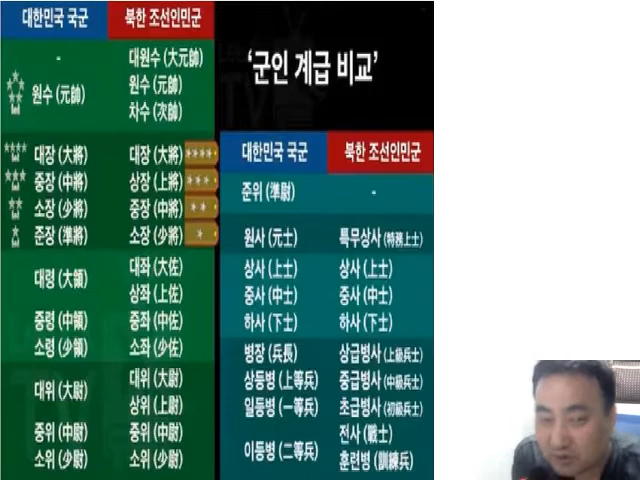 대한민국 국군 북한 조선인민군
- 대원수 (大元帥)
원수 (元帥) 원수 (元帥)
차수 (次帥)
대장 (大將) 대장 (大將)
중장 (中將) 상장 (上將)
소장 (少將) 중장 (中將)
준장 (準將) 소장 (少將)
대령 (大領) 대좌 (大佐)
상좌 (上佐)
중령 (中領) 중좌 (中佐)
소령 (少領) 소좌 (少佐)
대위 (大尉) 대위 (大尉)
상위 (上尉)
중위 (中尉) 중위 (中尉)
소위 (少尉) 소위 (少尉)
‘군인 계급 비교’
대한민국 국군 북한 조선인민군
준위 (準尉) -
원사 (元士) 특무상사 (特務上士)
상사 (上士) 상사 (上士)
중사 (中士) 중사 (中士)
하사 (下士) 하사 (下士)
병장 (兵長) 상급병사 (上級兵士)
상등병 (上等兵) 중급병사 (中級兵士)
일등병 (一等兵) 초급병사 (初級兵士)
이등병 (二等兵) 전사 (戰士)
훈련병 (訓練兵)